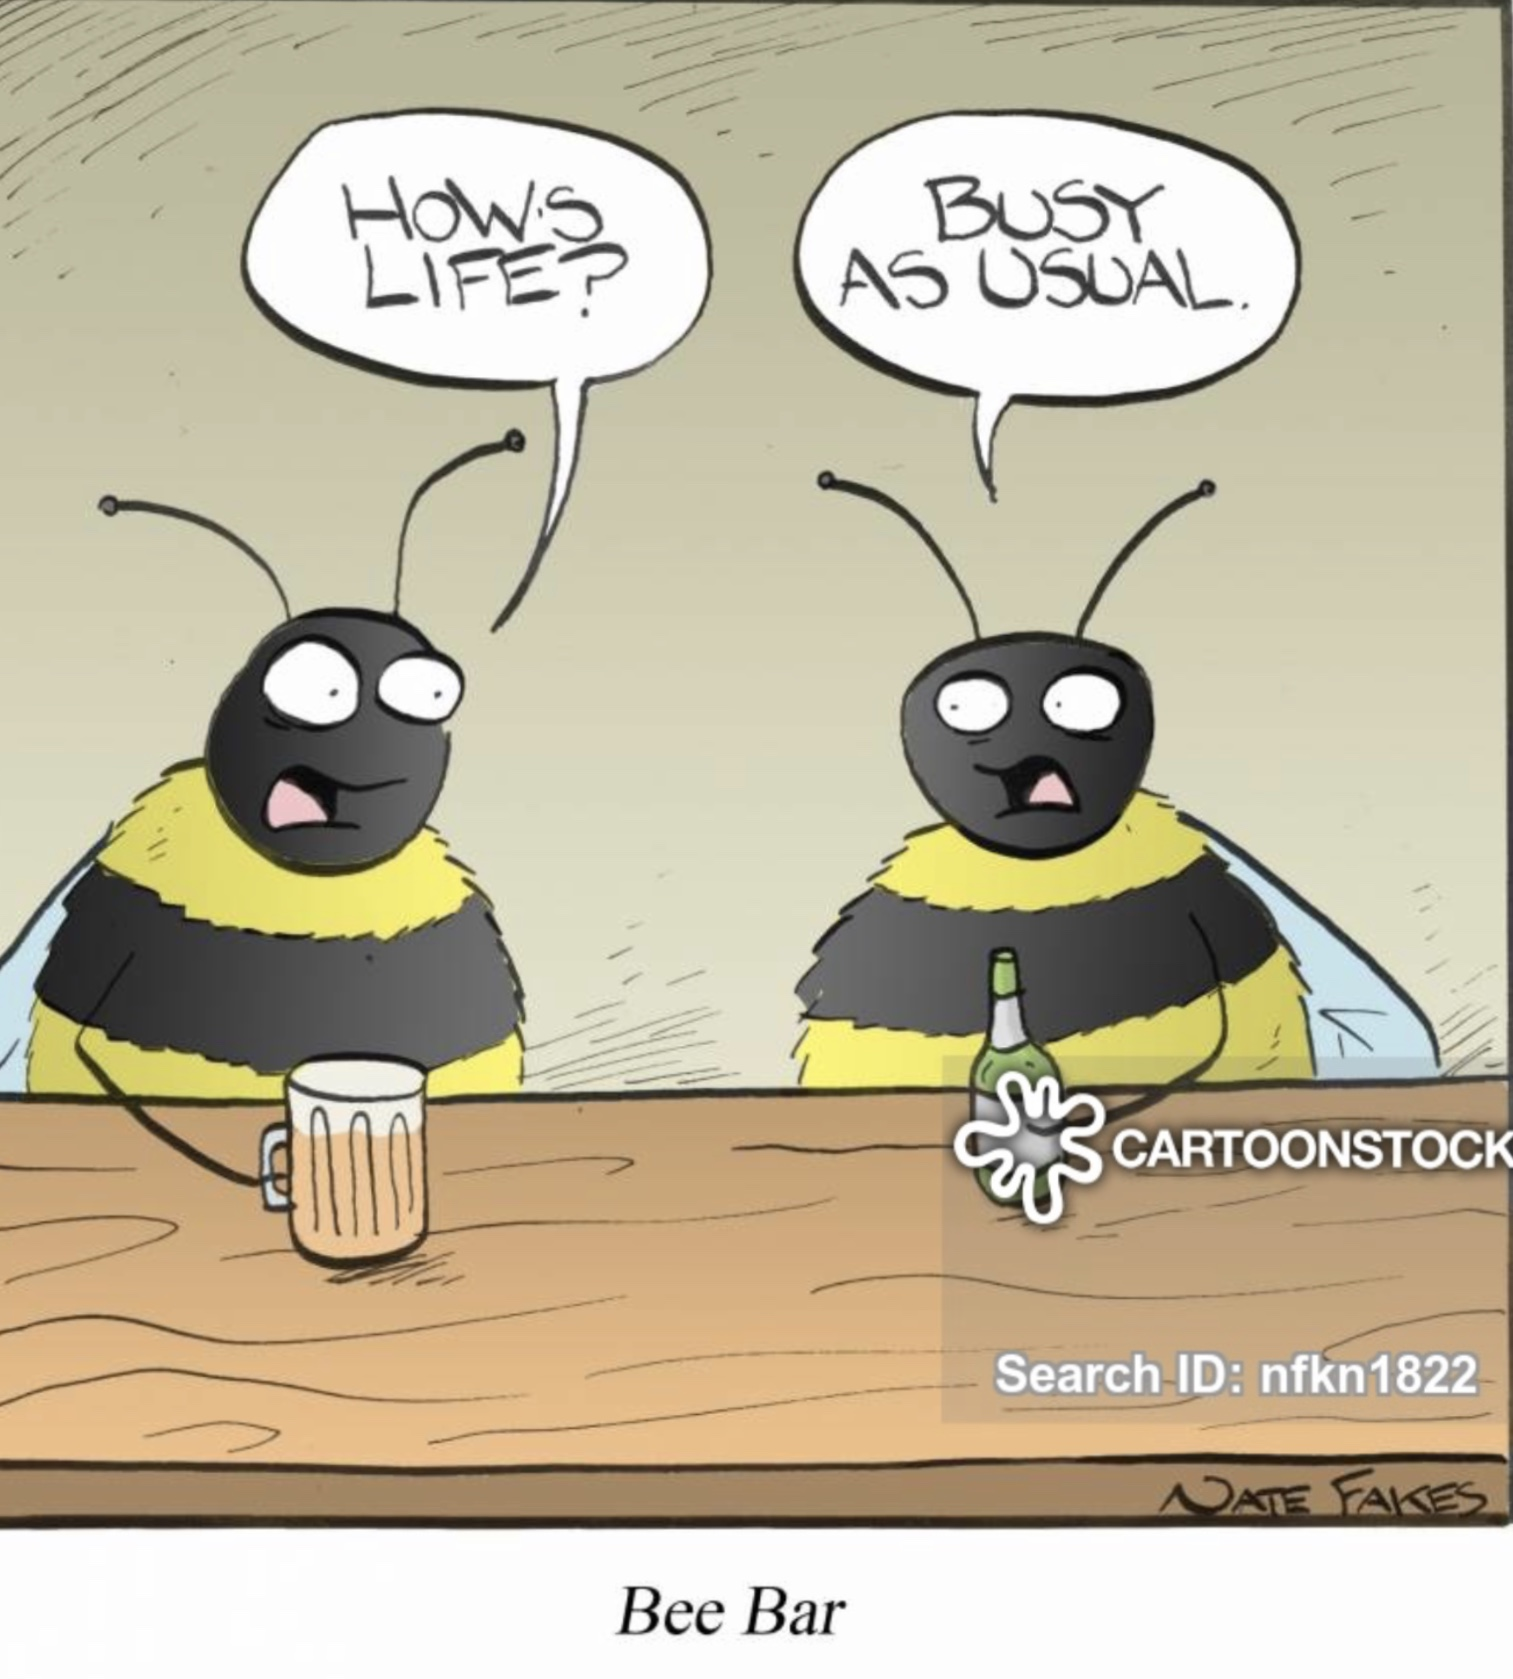 HOW'S
LIFE?
BUSY
AS USUAL.
CARTOONSTOCK
Search ID: nfkn1822
NATE FAKES
Bee Bar